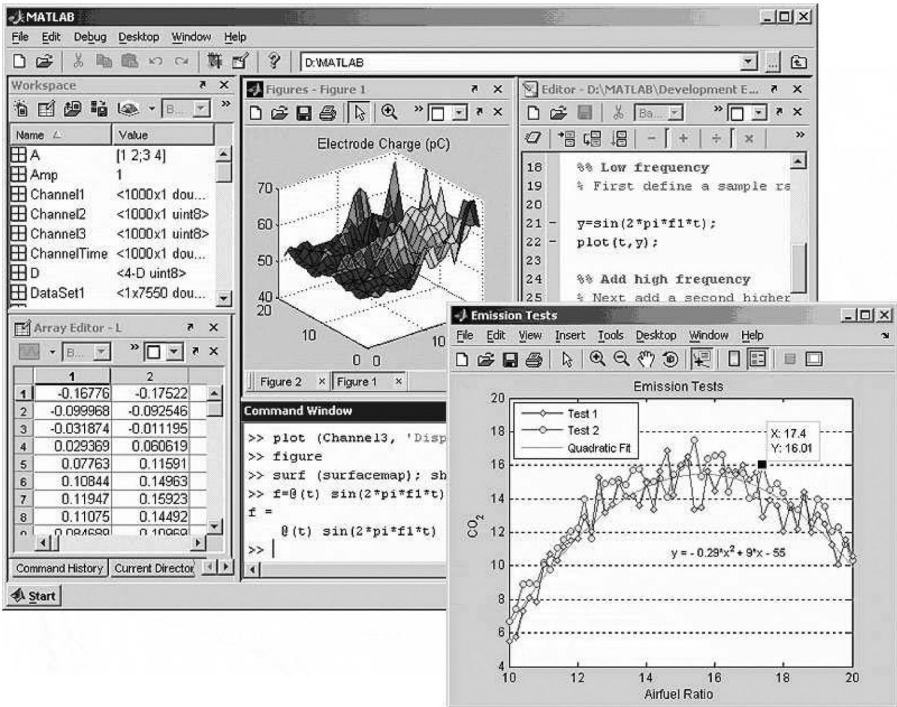 MATLAB
File Edit Debug Desktop Window Help
D:\MATLAB
Workspace
B...
Name Value
A [1 2;3 4]
Amp 1
Channel1 <1000x1 dou...
Channel2 <1000x1 uint8>
Channel3 <1000x1 uint8>
ChannelTime <1000x1 dou...
D <4-D uint8>
DataSet1 <1x7550 dou...
Figures - Figure 1
Electrode Charge (pC)
70
60
50
40
20
10
0 0
10
Figure 2 × Figure 1 ×
Editor - D:\MATLAB\Development E...
Ba...
18 %% Low frequency
19 % First define a sample ra
20
21 - y=sin(2*pi*f1*t);
22 - plot(t,y);
23
24 %% Add high frequency
25 % Next add a second higher
Array Editor - L
B...
1 2
1 -0.16776 -0.17522
2 -0.099968 -0.092546
3 -0.031874 -0.011195
4 0.029369 0.060619
5 0.07763 0.11591
6 0.10844 0.14963
7 0.11947 0.15923
8 0.11075 0.14492
9 0.084689 0.10969
Command History Current Director
Start
Command Window
>> plot (Channel3, 'Disp
>> figure
>> surf (surfacemap); sh
>> f=@(t) sin(2*pi*f1*t)
f =
@(t) sin(2*pi*f1*t)
>>
Emission Tests
File Edit View Insert Tools Desktop Window Help
Emission Tests
Test 1
Test 2
Quadratic Fit
X: 17.4
Y: 16.01
y = - 0.29*x² + 9*x - 55
CO₂
20
18
16
14
12
10
8
6
4
10 12 14 16 18 20
Airfuel Ratio